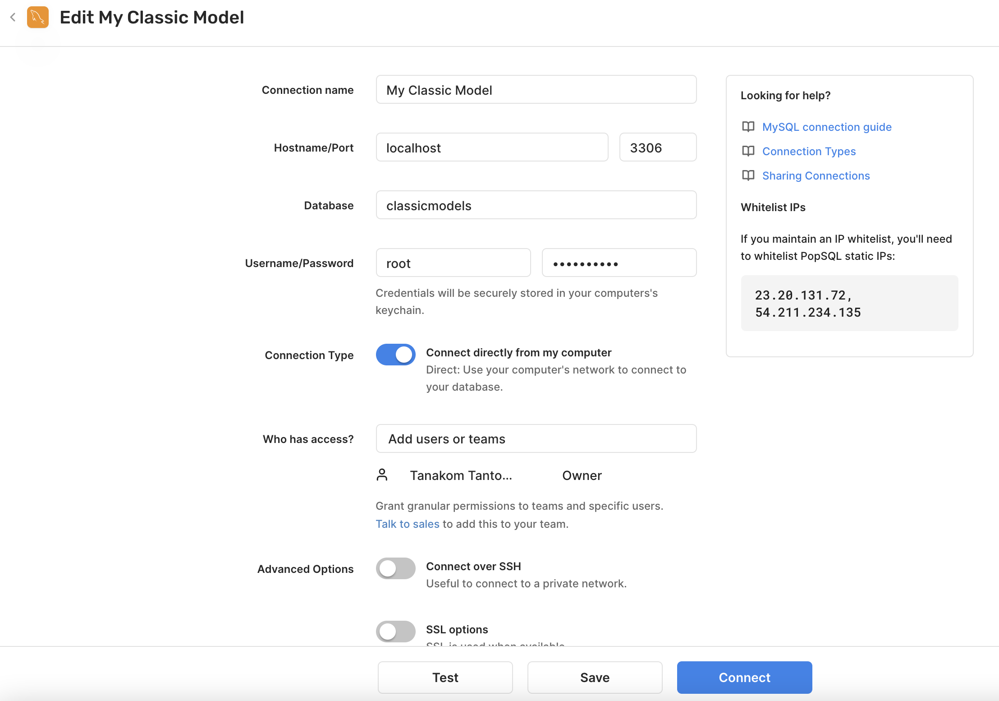 Edit My Classic Model
Connection name
My Classic Model
Hostname/Port
localhost
3306
Database
classicmodels
Username/Password
root
••••••••••
Credentials will be securely stored in your computers's
keychain.
Connection Type
Connect directly from my computer
Direct: Use your computer's network to connect to
your database.
Who has access?
Add users or teams
Tanakom Tanto...
Owner
Grant granular permissions to teams and specific users.
Talk to sales to add this to your team.
Advanced Options
Connect over SSH
Useful to connect to a private network.
SSL options
SSL is used when available
Test
Save
Connect
Looking for help?
MySQL connection guide
Connection Types
Sharing Connections
Whitelist IPs
If you maintain an IP whitelist, you'll need
to whitelist PopSQL static IPs:
23.20.131.72,
54.211.234.135